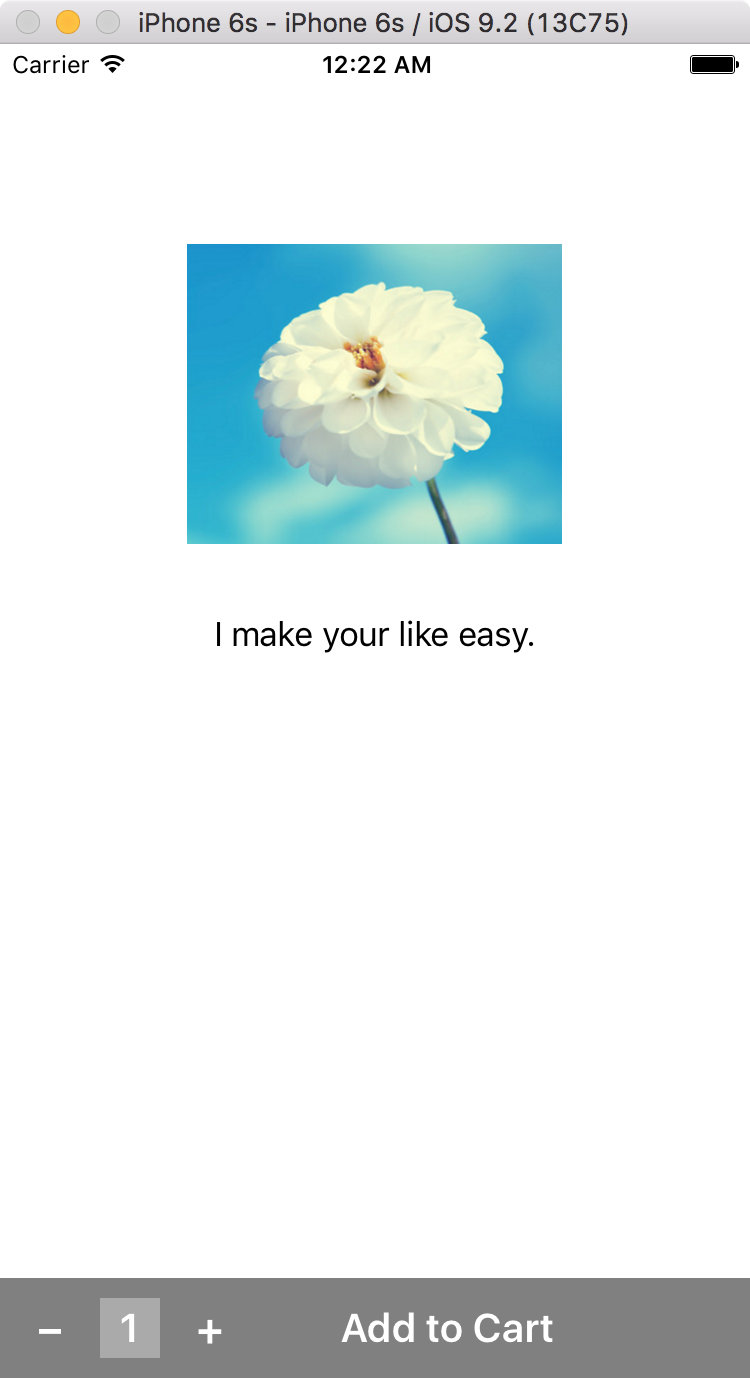 iPhone 6s - iPhone 6s / iOS 9.2 (13C75)
Carrier 12:22 AM
I make your like easy.
− 1 + Add to Cart